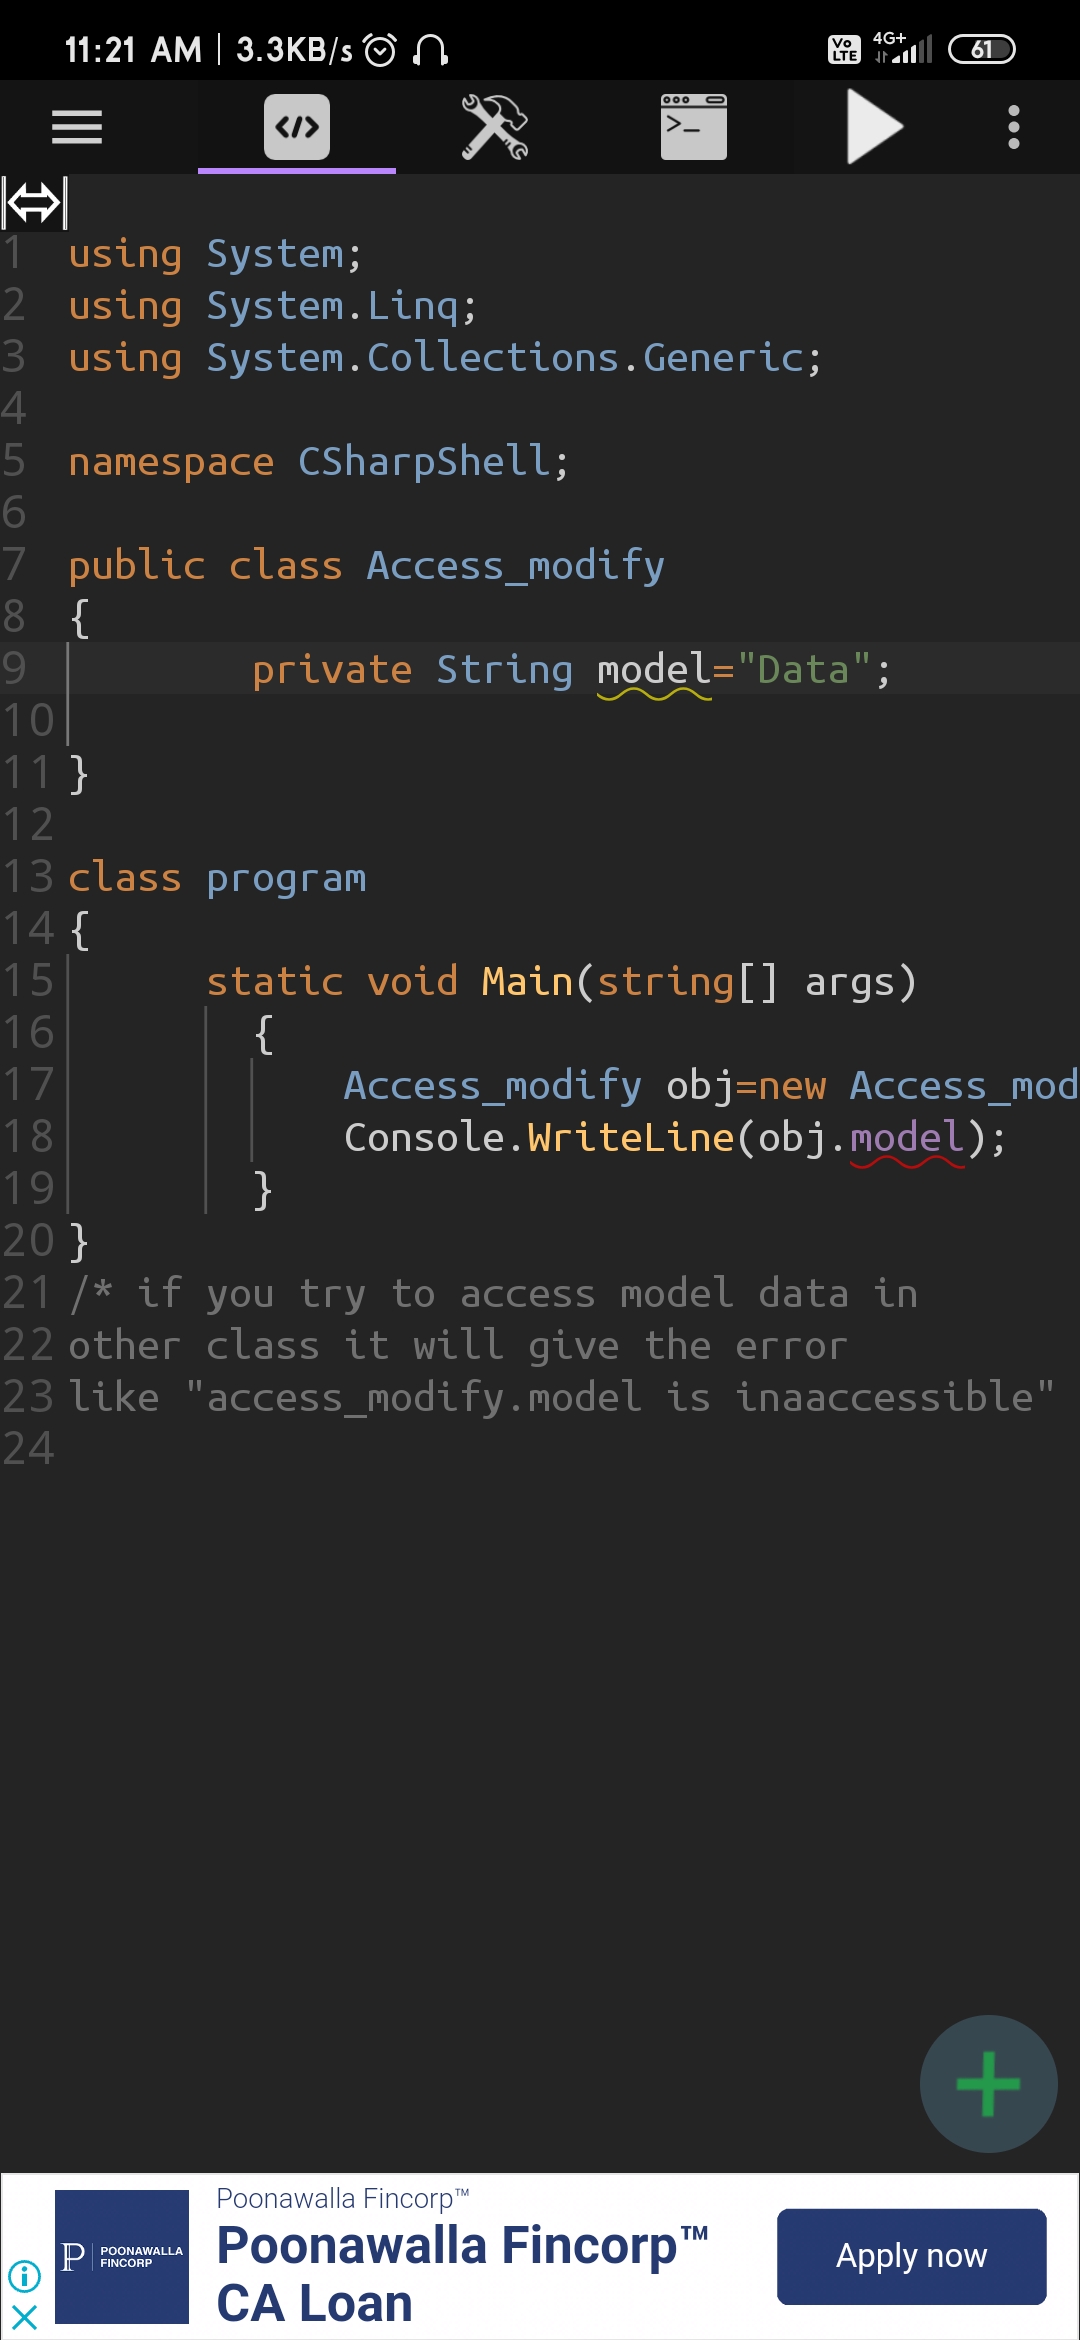 11:21 AM | 3.3KB/s Vo LTE 4G+ 61
</> >_
1 using System;
2 using System.Linq;
3 using System.Collections.Generic;
4
5 namespace CSharpShell;
6
7 public class Access_modify
8 {
9 private String model="Data";
10
11 }
12
13 class program
14 {
15 static void Main(string[] args)
16 {
17 Access_modify obj=new Access_mod
18 Console.WriteLine(obj.model);
19 }
20 }
21 /* if you try to access model data in
22 other class it will give the error
23 like "access_modify.model is inaaccessible"
24
Poonawalla Fincorp™
POONAWALLA
FINCORP
Poonawalla Fincorp™
CA Loan
Apply now